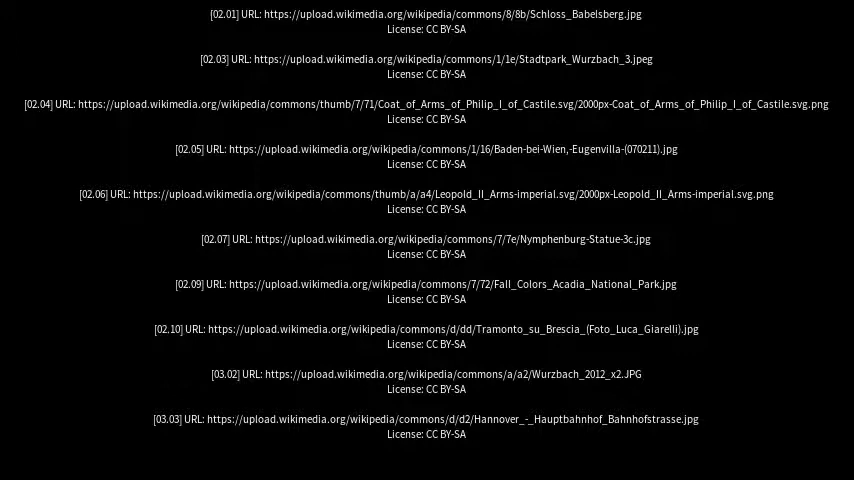 [02.01] URL: https://upload.wikimedia.org/wikipedia/commons/8/8b/Schloss_Babelsberg.jpg
License: CC BY-SA
[02.03] URL: https://upload.wikimedia.org/wikipedia/commons/1/1e/Stadtpark_Wurzbach_3.jpeg
License: CC BY-SA
[02.04] URL: https://upload.wikimedia.org/wikipedia/commons/thumb/7/71/Coat_of_Arms_of_Philip_I_of_Castile.svg/2000px-Coat_of_Arms_of_Philip_I_of_Castile.svg.png
License: CC BY-SA
[02.05] URL: https://upload.wikimedia.org/wikipedia/commons/1/16/Baden-bei-Wien,-Eugenvilla-(070211).jpg
License: CC BY-SA
[02.06] URL: https://upload.wikimedia.org/wikipedia/commons/thumb/a/a4/Leopold_II_Arms-imperial.svg/2000px-Leopold_II_Arms-imperial.svg.png
License: CC BY-SA
[02.07] URL: https://upload.wikimedia.org/wikipedia/commons/7/7e/Nymphenburg-Statue-3c.jpg
License: CC BY-SA
[02.09] URL: https://upload.wikimedia.org/wikipedia/commons/7/72/Fall_Colors_Acadia_National_Park.jpg
License: CC BY-SA
[02.10] URL: https://upload.wikimedia.org/wikipedia/commons/d/dd/Tramonto_su_Brescia_(Foto_Luca_Giarelli).jpg
License: CC BY-SA
[03.02] URL: https://upload.wikimedia.org/wikipedia/commons/a/a2/Wurzbach_2012_x2.JPG
License: CC BY-SA
[03.03] URL: https://upload.wikimedia.org/wikipedia/commons/d/d2/Hannover_-_Hauptbahnhof_Bahnhofstrasse.jpg
License: CC BY-SA